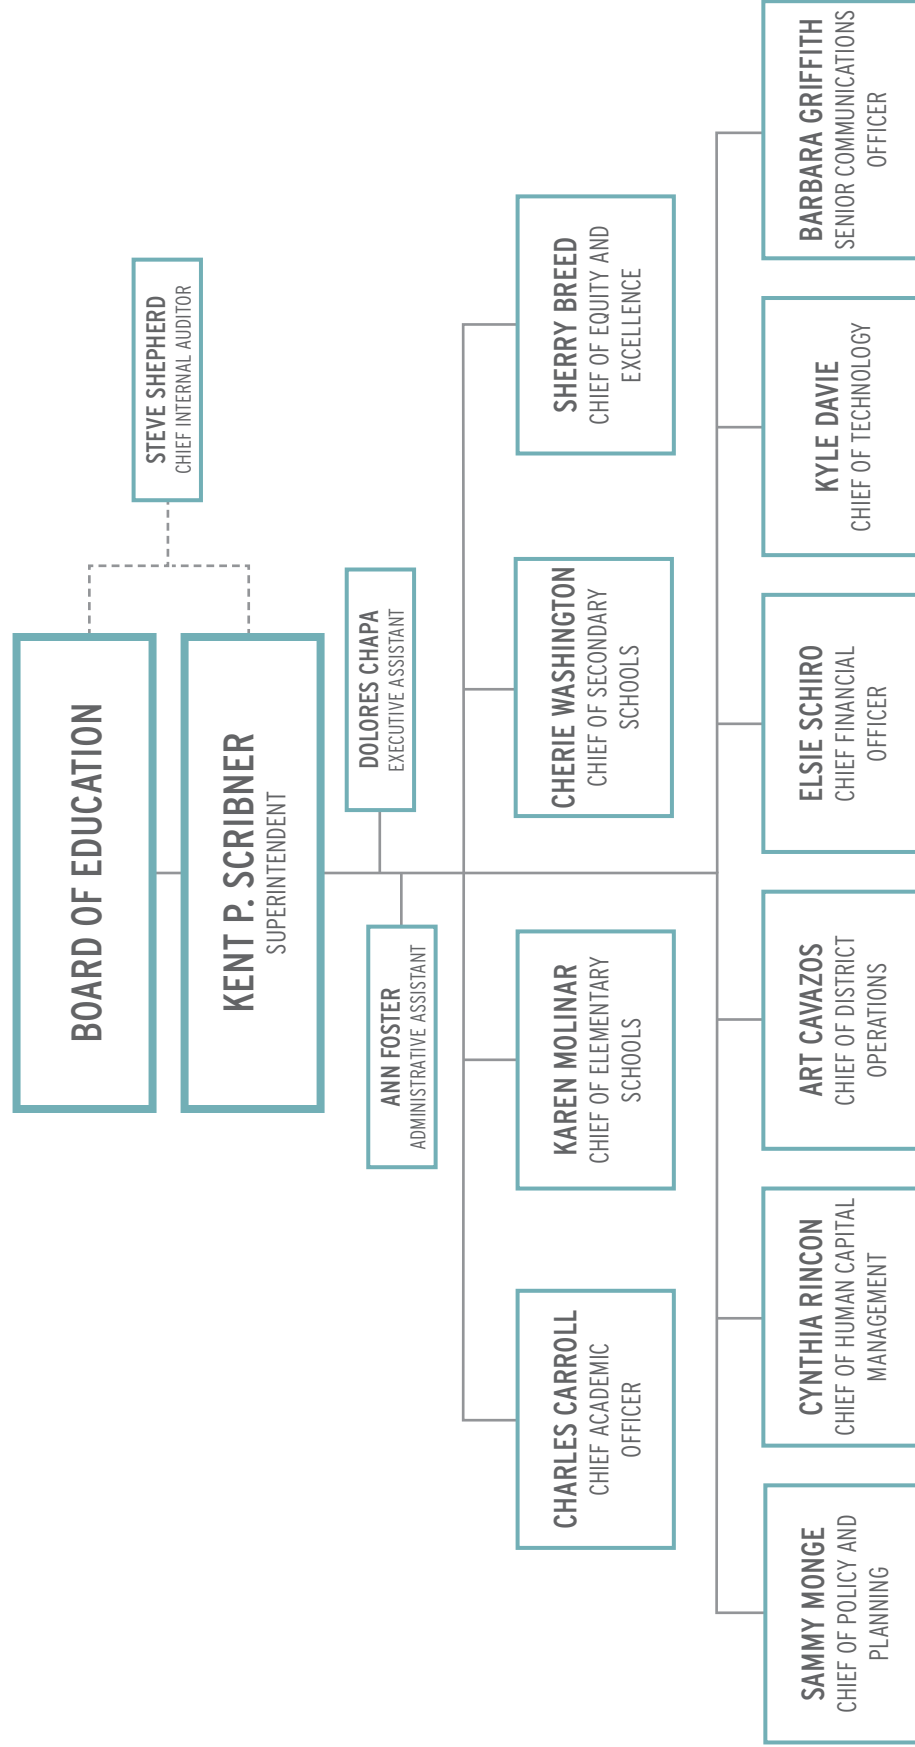 BOARD OF EDUCATION
KENT P. SCRIBNER
SUPERINTENDENT
STEVE SHEPHERD
CHIEF INTERNAL AUDITOR
DOLORES CHAPA
EXECUTIVE ASSISTANT
ANN FOSTER
ADMINISTRATIVE ASSISTANT
CHARLES CARROLL
CHIEF ACADEMIC
OFFICER
KAREN MOLINAR
CHIEF OF ELEMENTARY
SCHOOLS
CHERIE WASHINGTON
CHIEF OF SECONDARY
SCHOOLS
SHERRY BREED
CHIEF OF EQUITY AND
EXCELLENCE
SAMMY MONGE
CHIEF OF POLICY AND
PLANNING
CYNTHIA RINCON
CHIEF OF HUMAN CAPITAL
MANAGEMENT
ART CAVAZOS
CHIEF OF DISTRICT
OPERATIONS
ELSIE SCHIRO
CHIEF FINANCIAL
OFFICER
KYLE DAVIE
CHIEF OF TECHNOLOGY
BARBARA GRIFFITH
SENIOR COMMUNICATIONS
OFFICER